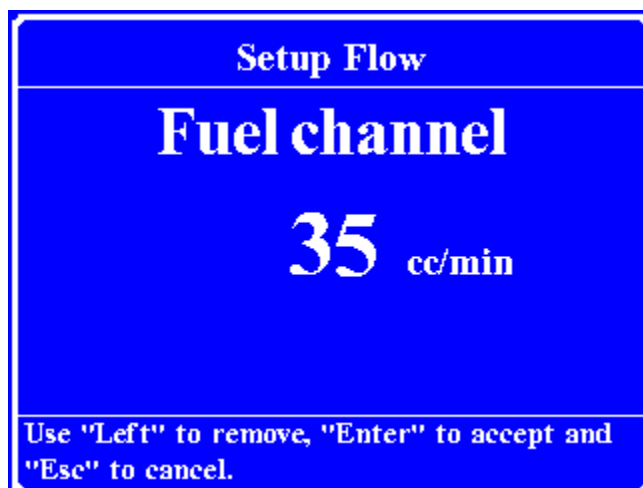 Setup Flow
Fuel channel
35 cc/min
Use "Left" to remove, "Enter" to accept and
"Esc" to cancel.